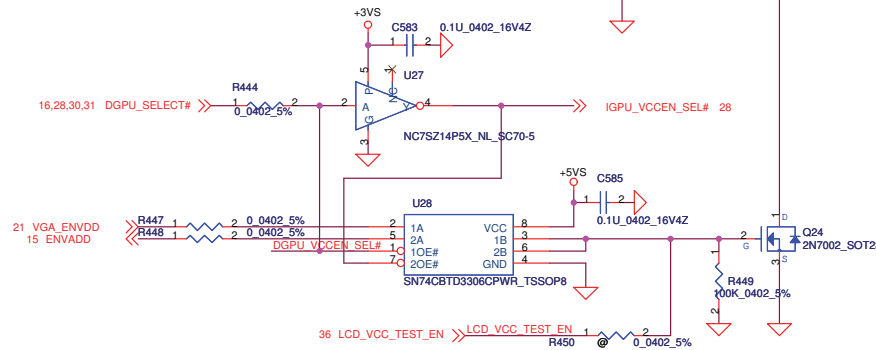 +3VS
C583 0.1U_0402_16V4Z
1 2
5 1 U27
P NC
R444
16,28,30,31 DGPU_SELECT# 1 2 2 A Y 4 IGPU_VCCEN_SEL# 28
0_0402_5%
G
3 NC7SZ14P5X_NL_SC70-5
+5VS
C585
1 2
0.1U_0402_16V4Z
U28
R447 0_0402_5%
21 VGA_ENVDD 1 2 2 1A VCC 8
R448 0_0402_5%
15 ENVADD 1 2 5 2A 1B 3
DGPU_VCCEN_SEL# 1 1OE# 2B 6
7 2OE# GND 4
SN74CBTD3306CPWR_TSSOP8
1 D
2 G Q24
2N7002_SOT2
3 S
1 R449
100K_0402_5%
2
36 LCD_VCC_TEST_EN LCD_VCC_TEST_EN 1 2
R450 @ 0_0402_5%